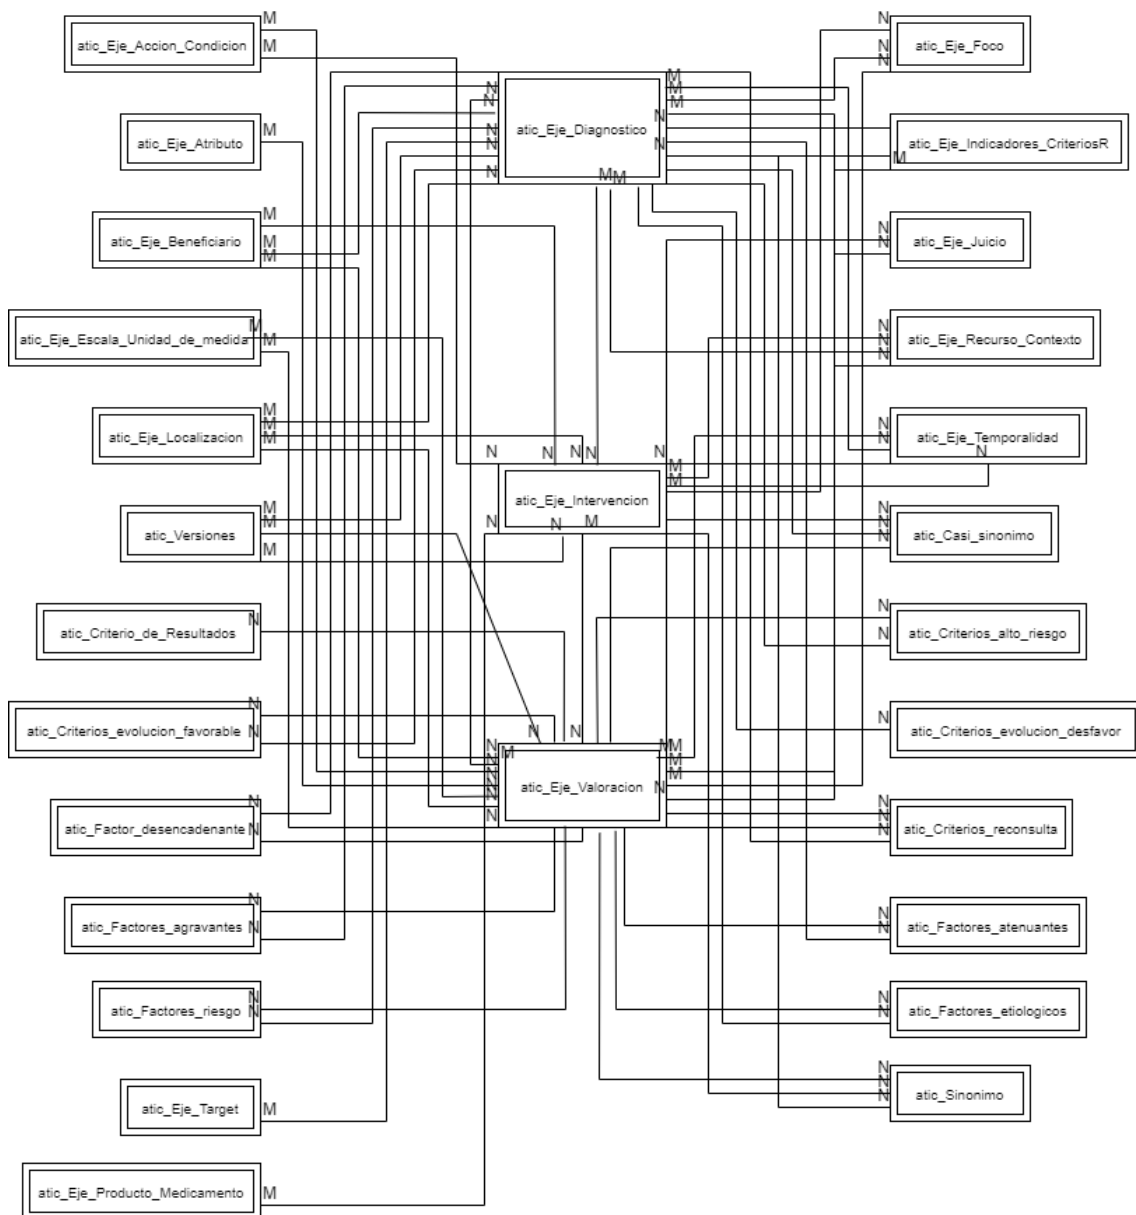 M
atic_Eje_Accion_Condicion
M
N
atic_Eje_Foco
N
N
M
M
M
N
N
atic_Eje_Diagnostico
N
N
N
N
N
N
M M
M
atic_Eje_Atributo
atic_Eje_Indicadores_CriteriosR
M
M
atic_Eje_Beneficiario
M
M
N
atic_Eje_Juicio
N
M
atic_Eje_Escala_Unidad_de_medida
M
N
N
N
atic_Eje_Recurso_Contexto
M
M
M
atic_Eje_Localizacion
N
N
atic_Eje_Temporalidad
N
N
N
N
N
M
M
atic_Eje_Intervencion
N
N
M
M
M
atic_Versiones
M
N
N
N
atic_Casi_sinonimo
N
atic_Criterio_de_Resultados
N
N
atic_Criterios_alto_riesgo
N
atic_Criterios_evolucion_favorable
N
N
atic_Criterios_evolucion_desfavor
N
N
N
M
N
N
N
N
N
M M
M
M
N
atic_Eje_Valoracion
N
atic_Factor_desencadenante
N
N
N
N
atic_Criterios_reconsulta
N
atic_Factores_agravantes
N
N
N
atic_Factores_atenuantes
N
N
atic_Factores_riesgo
N
N
atic_Factores_etiologicos
atic_Eje_Target
M
N
N
N
atic_Sinonimo
atic_Eje_Producto_Medicamento
M